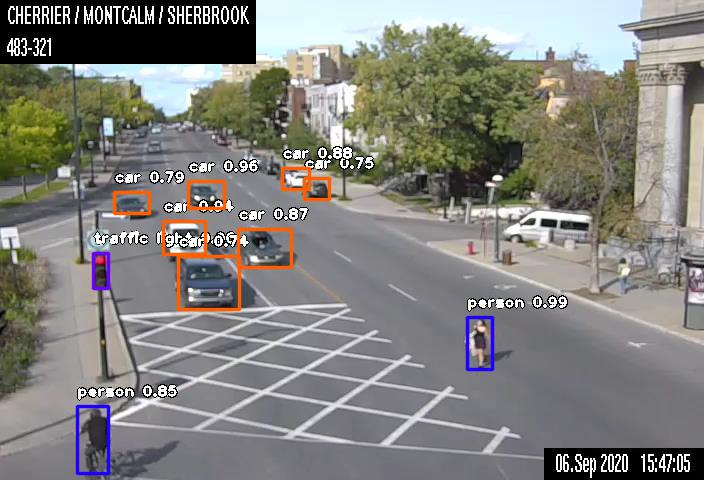 CHERRIER / MONTCALM / SHERBROOK
483-321
car 0.88
car 0.75
car 0.96
car 0.79
car 0.87
person 0.99
person 0.85
06.Sep 2020 15:47:05